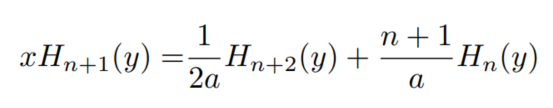 xH_{n+1}(y) = \frac{1}{2a} H_{n+2}(y) + \frac{n+1}{a} H_n(y)